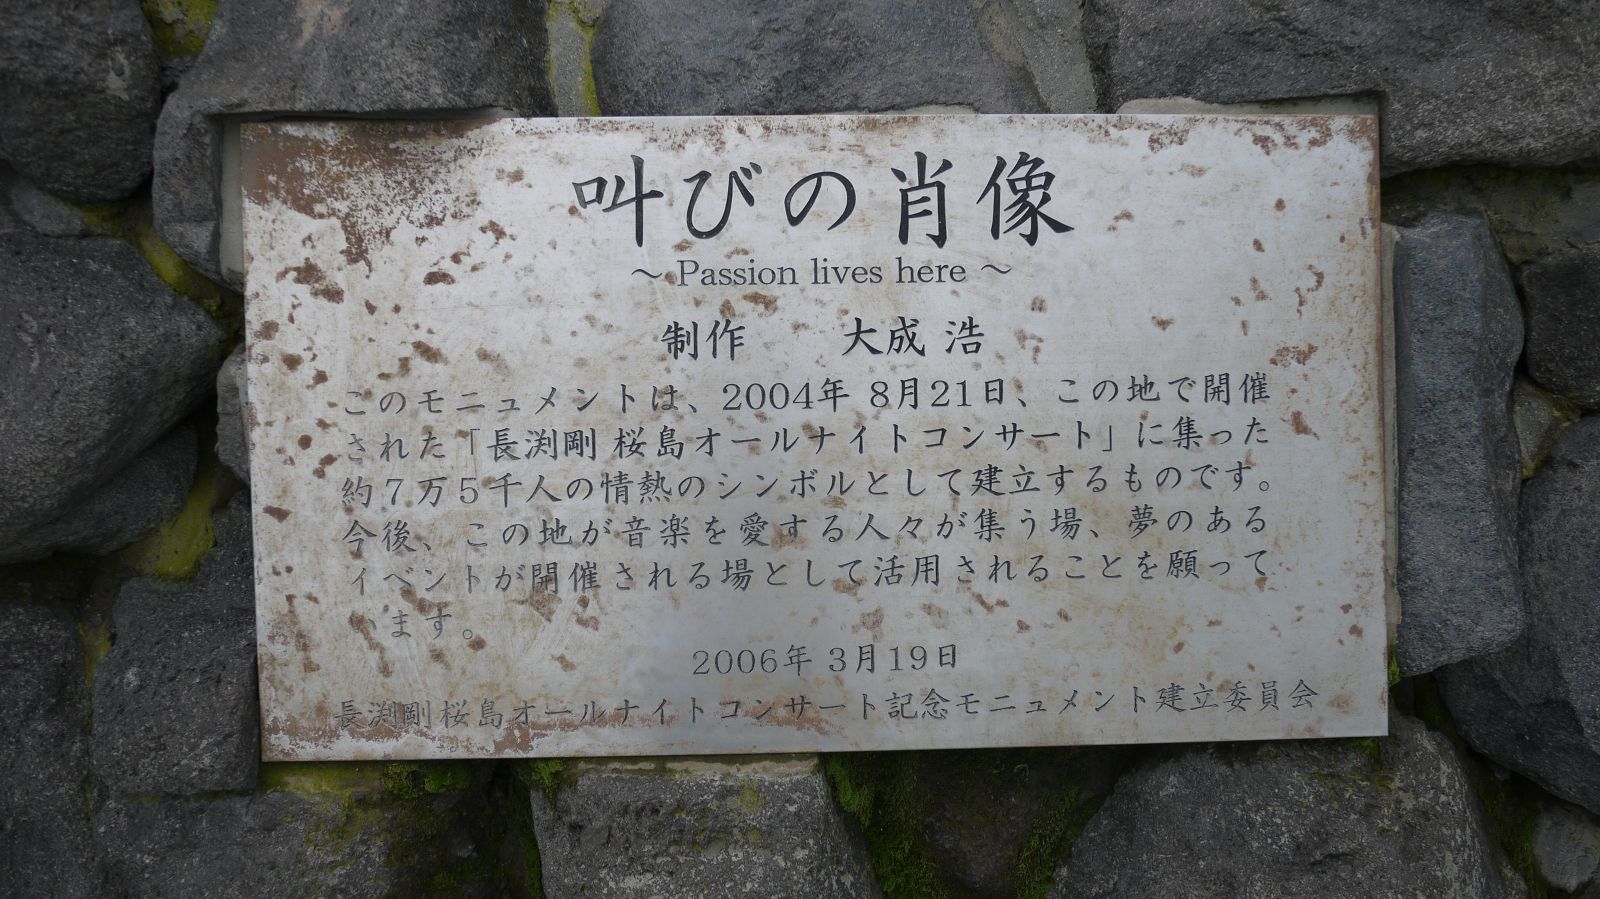 叫びの肖像
～ Passion lives here ～
制作 大成 浩
このモニュメントは、2004年 8月21日、この地で開催
された「長渕剛 桜島オールナイトコンサート」に集った
約７万５千人の情熱のシンボルとして建立するものです。
今後、この地が音楽を愛する人々が集う場、夢のある
イベントが開催される場として活用されることを願って
います。
2006年 3月19日
長渕剛桜島オールナイトコンサート記念モニュメント建立委員会